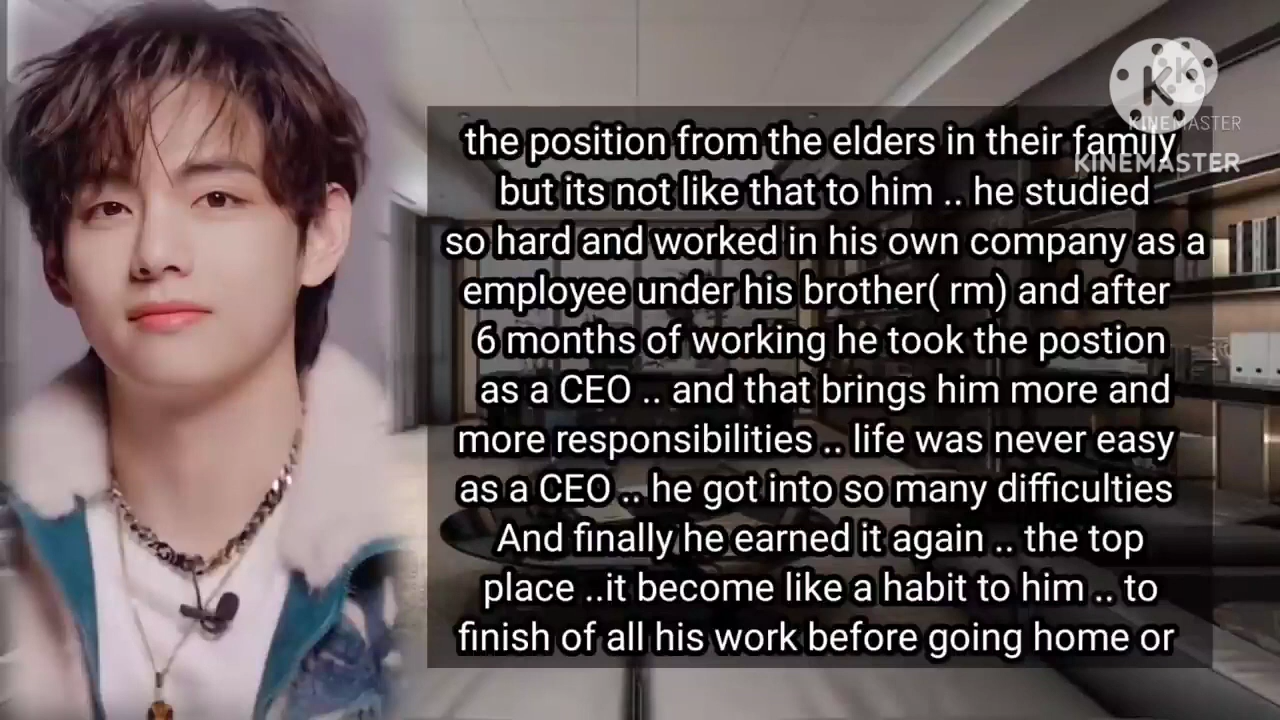 the position from the elders in their family
but its not like that to him .. he studied
so hard and worked in his own company as a
employee under his brother( rm) and after
6 months of working he took the postion
as a CEO .. and that brings him more and
more responsibilities .. life was never easy
as a CEO .. he got into so many difficulties
And finally he earned it again .. the top
place ..it become like a habit to him .. to
finish of all his work before going home or
K K
KINEMASTER
KINEMASTER